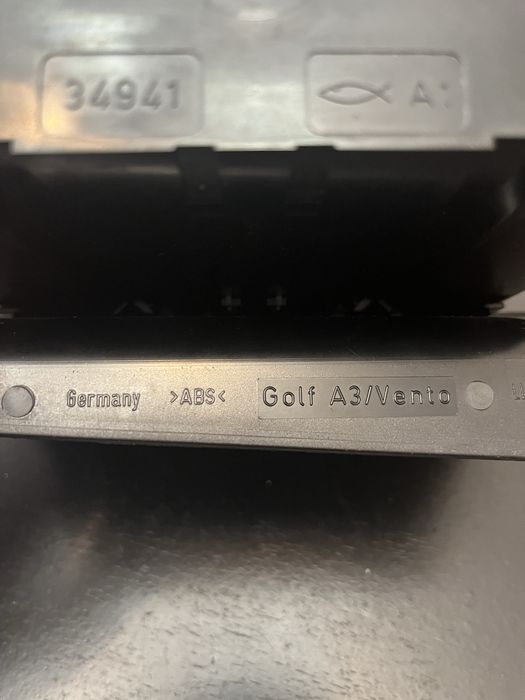 34941 A
Germany >ABS< Golf A3/Vento